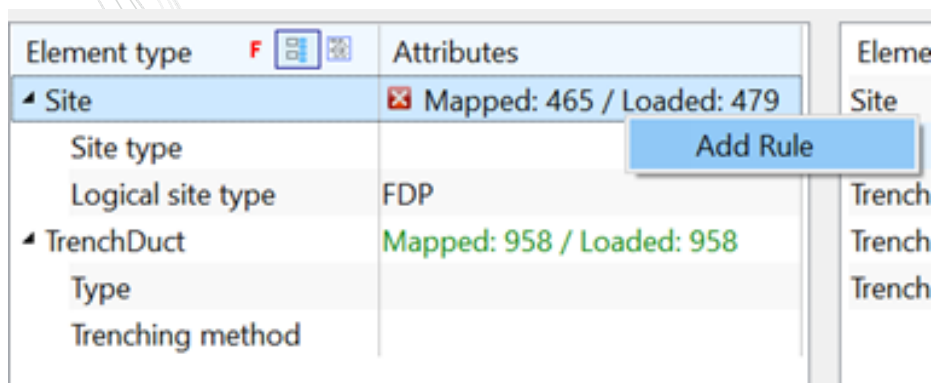 Element type F Attributes Eleme
Site Mapped: 465 / Loaded: 479 Site
Site type Add Rule
Logical site type FDP Trench
TrenchDuct Mapped: 958 / Loaded: 958 Trench
Type Trench
Trenching method